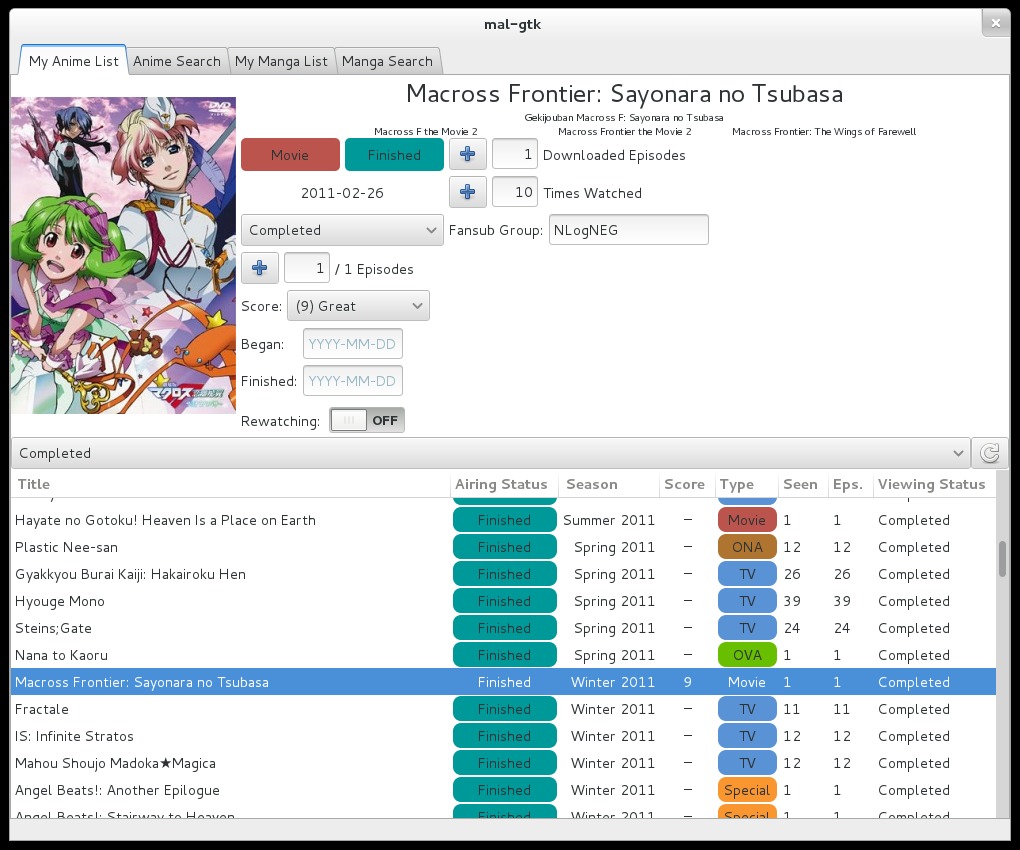 mal-gtk
My Anime List Anime Search My Manga List Manga Search
Macross Frontier: Sayonara no Tsubasa
Gekijouban Macross F: Sayonara no Tsubasa
Macross F the Movie 2 Macross Frontier the Movie 2 Macross Frontier: The Wings of Farewell
DVD
Movie Finished 1 Downloaded Episodes
2011-02-26 10 Times Watched
Completed Fansub Group: NLogNEG
1 / 1 Episodes
Score: (9) Great
Began: YYYY-MM-DD
Finished: YYYY-MM-DD
マクロス
Rewatching: OFF
Completed
Title Airing Status Season Score Type Seen Eps. Viewing Status
Hayate no Gotoku! Heaven Is a Place on Earth Finished Summer 2011 – Movie 1 1 Completed
Plastic Nee-san Finished Spring 2011 – ONA 12 12 Completed
Gyakkyou Burai Kaiji: Hakairoku Hen Finished Spring 2011 – TV 26 26 Completed
Hyouge Mono Finished Spring 2011 – TV 39 39 Completed
Steins;Gate Finished Spring 2011 – TV 24 24 Completed
Nana to Kaoru Finished Spring 2011 – OVA 1 1 Completed
Macross Frontier: Sayonara no Tsubasa Finished Winter 2011 9 Movie 1 1 Completed
Fractale Finished Winter 2011 – TV 11 11 Completed
IS: Infinite Stratos Finished Winter 2011 – TV 12 12 Completed
Mahou Shoujo Madoka★Magica Finished Winter 2011 – TV 12 12 Completed
Angel Beats!: Another Epilogue Finished Winter 2011 – Special 1 1 Completed
Angel Beats!: Stairway to Heaven Finished Winter 2011 – Special 1 1 Completed